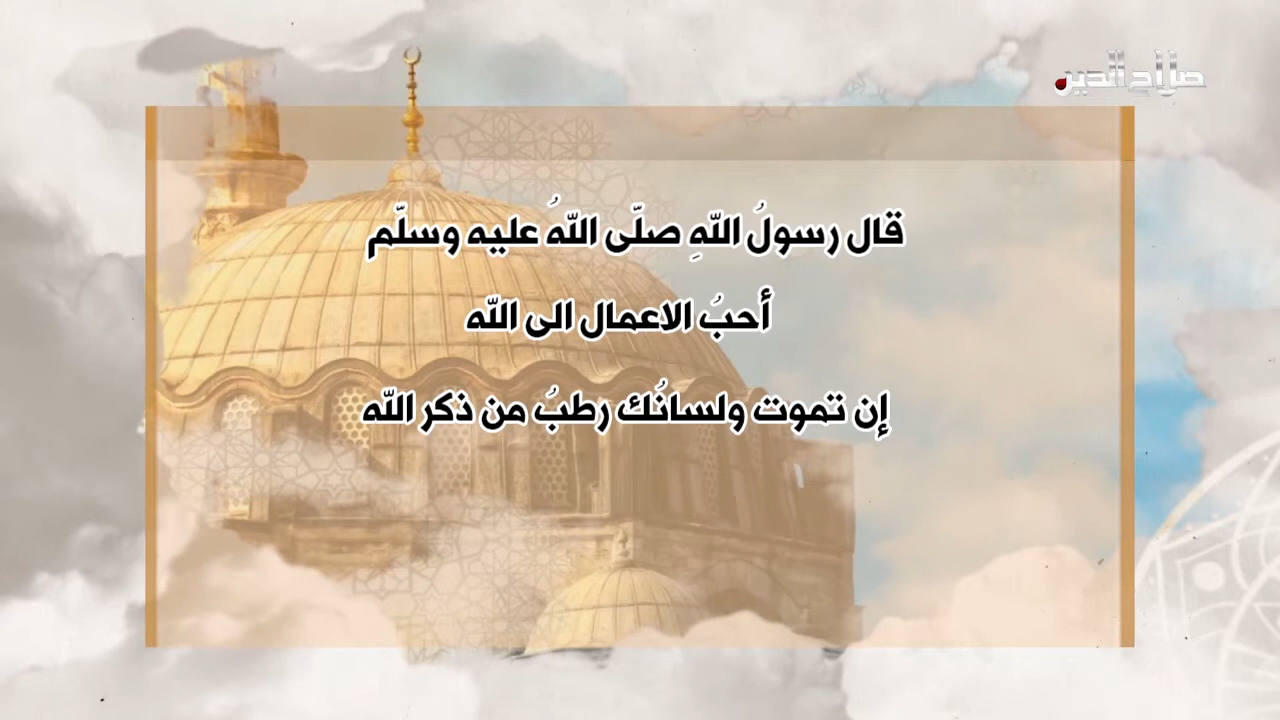 صلاح الدين
قال رسولُ اللّهِ صلّى اللّهُ عليه وسلّم
أحبُ الاعمال الى اللّه
إن تموت ولسانُك رطبُ من ذكر اللّه